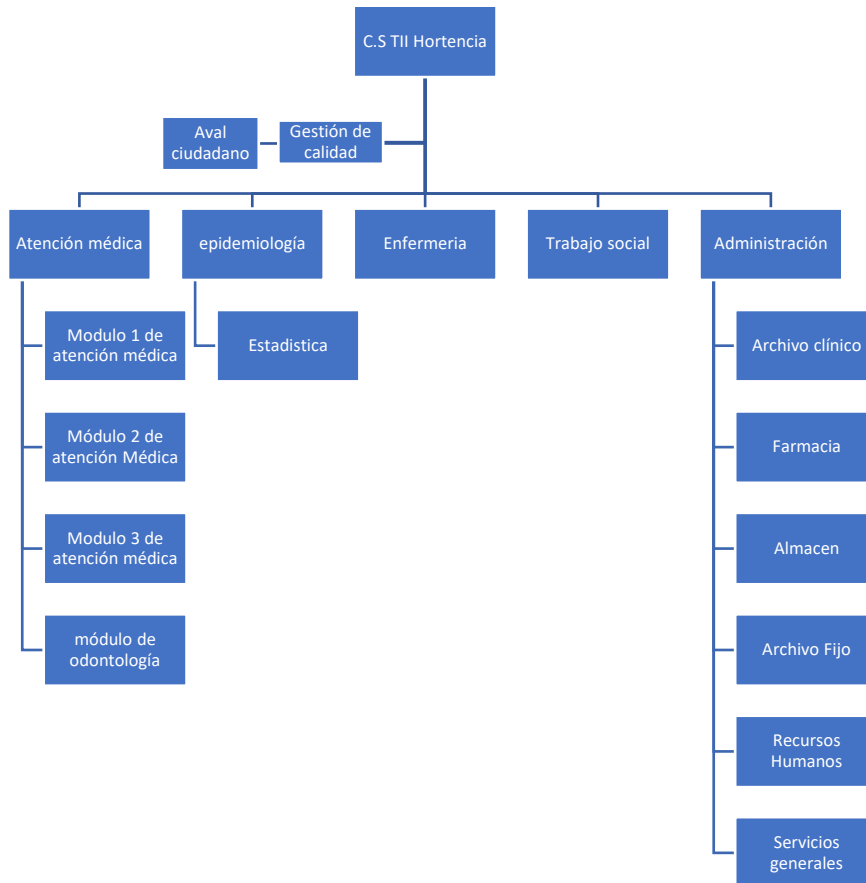 C.S TII Hortencia
Aval
ciudadano
Gestión de
calidad
Atención médica
epidemiología
Enfermeria
Trabajo social
Administración
Modulo 1 de
atención médica
Estadistica
Archivo clínico
Módulo 2 de
atención Médica
Farmacia
Modulo 3 de
atención médica
Almacen
módulo de
odontología
Archivo Fijo
Recursos
Humanos
Servicios
generales